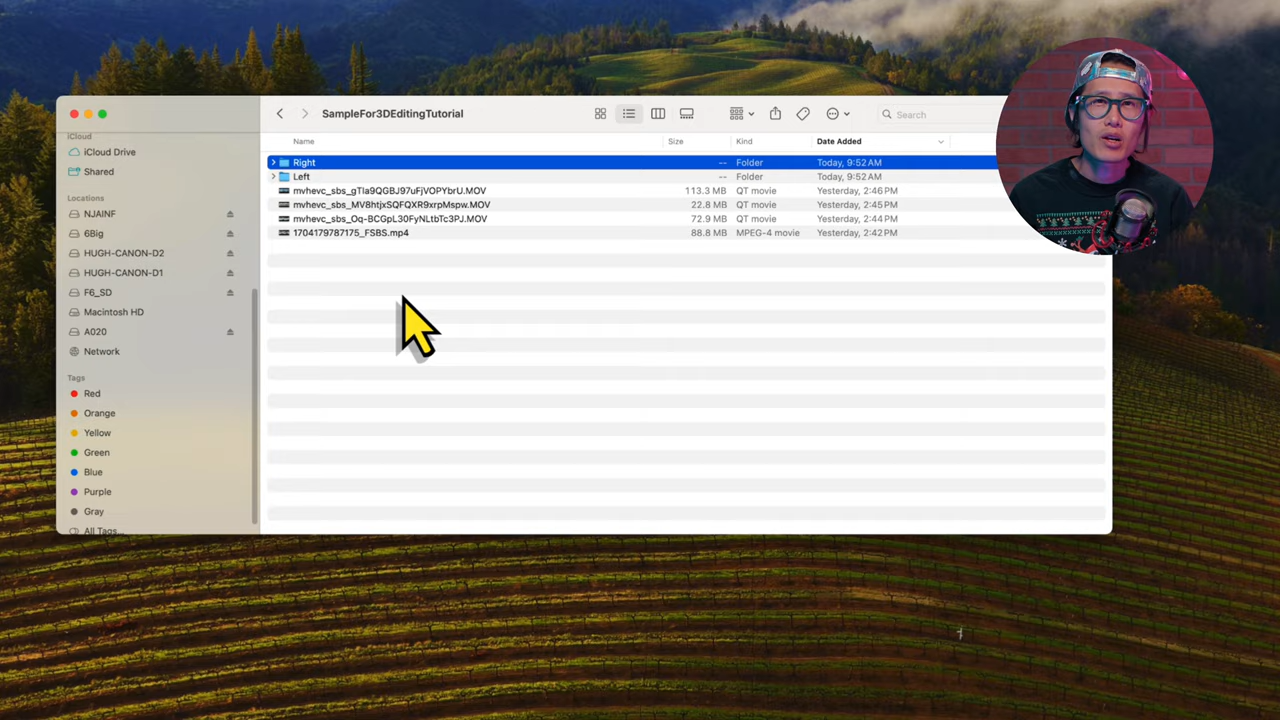 SampleFor3DEditingTutorial
Search
iCloud
iCloud Drive
Shared
Locations
NJAINF
6Big
HUGH-CANON-D2
HUGH-CANON-D1
F6_SD
Macintosh HD
A020
Network
Tags
Red
Orange
Yellow
Green
Blue
Purple
Gray
All Tags...
Name Size Kind Date Added
Right -- Folder Today, 9:52 AM
Left -- Folder Today, 9:52 AM
mvhevc_sbs_gTIa9QGBJ97uFjVOPYbrU.MOV 113.3 MB QT movie Yesterday, 2:46 PM
mvhevc_sbs_MV8htjxSQFQXR9xrpMspw.MOV 22.8 MB QT movie Yesterday, 2:45 PM
mvhevc_sbs_Oq-BCGpL30FyNLtbTc3PJ.MOV 72.9 MB QT movie Yesterday, 2:44 PM
1704179787175_FSBS.mp4 88.8 MB MPEG-4 movie Yesterday, 2:42 PM